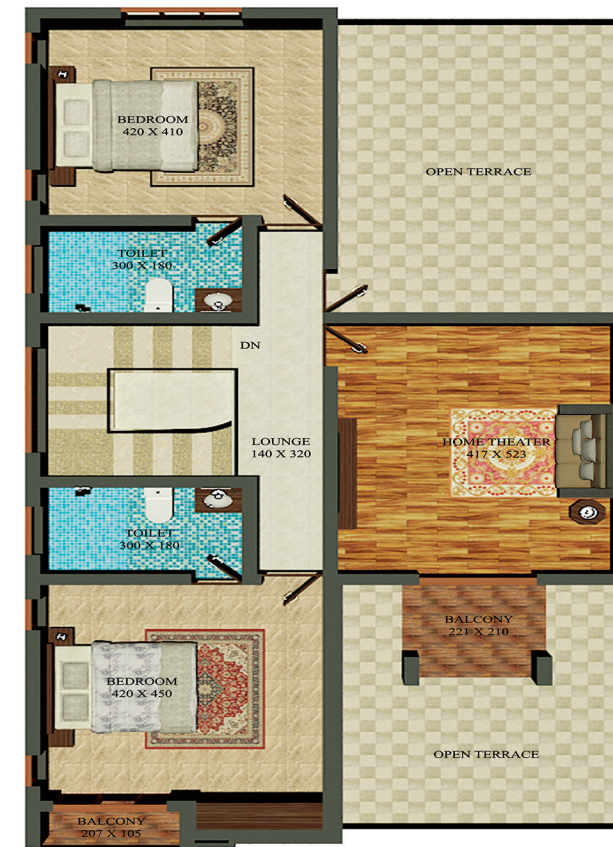 BEDROOM
420 X 410
OPEN TERRACE
TOILET
300 X 180
DN
LOUNGE
140 X 320
HOME THEATER
417 X 523
TOILET
300 X 180
BALCONY
221 X 210
BEDROOM
420 X 450
OPEN TERRACE
BALCONY
207 X 105